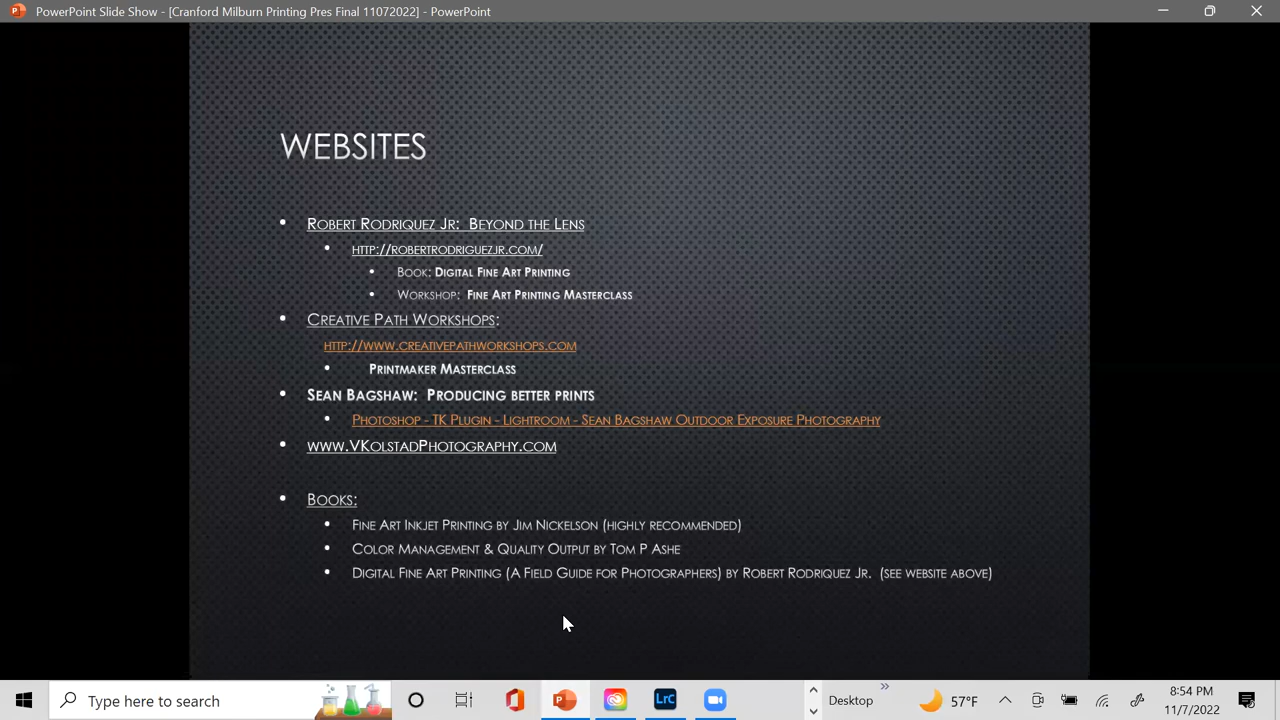 PowerPoint Slide Show - [Cranford Milburn Printing Pres Final 11072022] - PowerPoint
WEBSITES
• ROBERT RODRIQUEZ JR: BEYOND THE LENS
• HTTP://ROBERTRODRIGUEZJR.COM/
• BOOK: DIGITAL FINE ART PRINTING
• WORKSHOP: FINE ART PRINTING MASTERCLASS
• CREATIVE PATH WORKSHOPS:
HTTP://WWW.CREATIVEPATHWORKSHOPS.COM
• PRINTMAKER MASTERCLASS
• SEAN BAGSHAW: PRODUCING BETTER PRINTS
• PHOTOSHOP - TK PLUGIN - LIGHTROOM - SEAN BAGSHAW OUTDOOR EXPOSURE PHOTOGRAPHY
• WWW.VKOLSTADPHOTOGRAPHY.COM
• BOOKS:
• FINE ART INKJET PRINTING BY JIM NICKELSON (HIGHLY RECOMMENDED)
• COLOR MANAGEMENT & QUALITY OUTPUT BY TOM P ASHE
• DIGITAL FINE ART PRINTING (A FIELD GUIDE FOR PHOTOGRAPHERS) BY ROBERT RODRIQUEZ JR. (SEE WEBSITE ABOVE)
Type here to search
LrC
Desktop
57°F
8:54 PM
11/7/2022